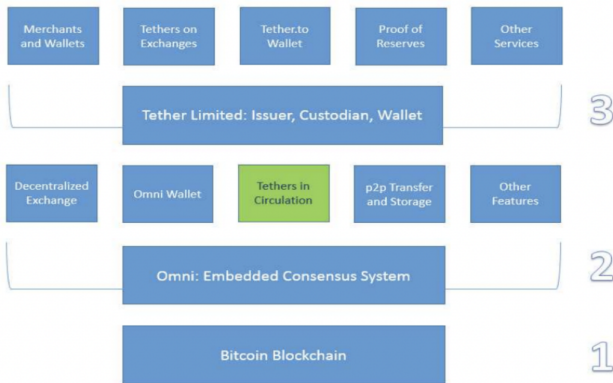 Merchants and Wallets
Tethers on Exchanges
Tether.to Wallet
Proof of Reserves
Other Services
Tether Limited: Issuer, Custodian, Wallet
3
Decentralized Exchange
Omni Wallet
Tethers in Circulation
p2p Transfer and Storage
Other Features
Omni: Embedded Consensus System
2
Bitcoin Blockchain
1